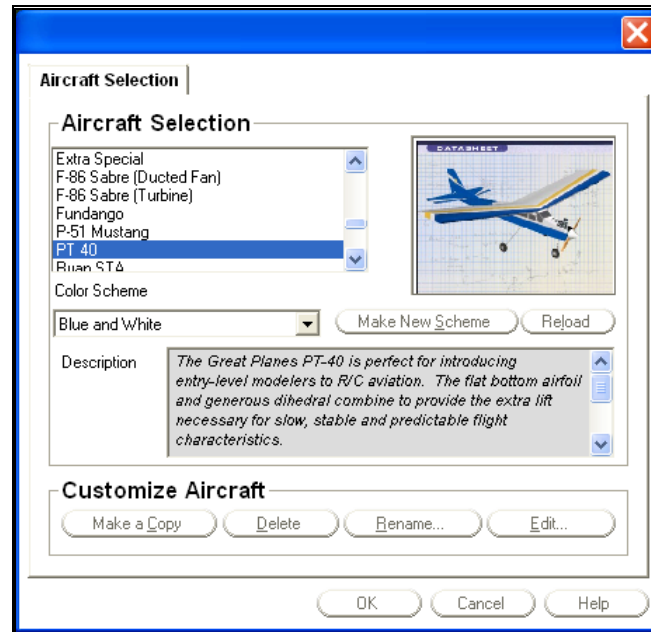 Aircraft Selection
Aircraft Selection
Extra Special
F-86 Sabre (Ducted Fan)
F-86 Sabre (Turbine)
Fundango
P-51 Mustang
PT 40
Ryan STA
DATASHEET
Color Scheme
Blue and White
Make New Scheme
Reload
Description
The Great Planes PT-40 is perfect for introducing
entry-level modelers to R/C aviation. The flat bottom airfoil
and generous dihedral combine to provide the extra lift
necessary for slow, stable and predictable flight
characteristics.
Customize Aircraft
Make a Copy
Delete
Rename...
Edit...
OK
Cancel
Help